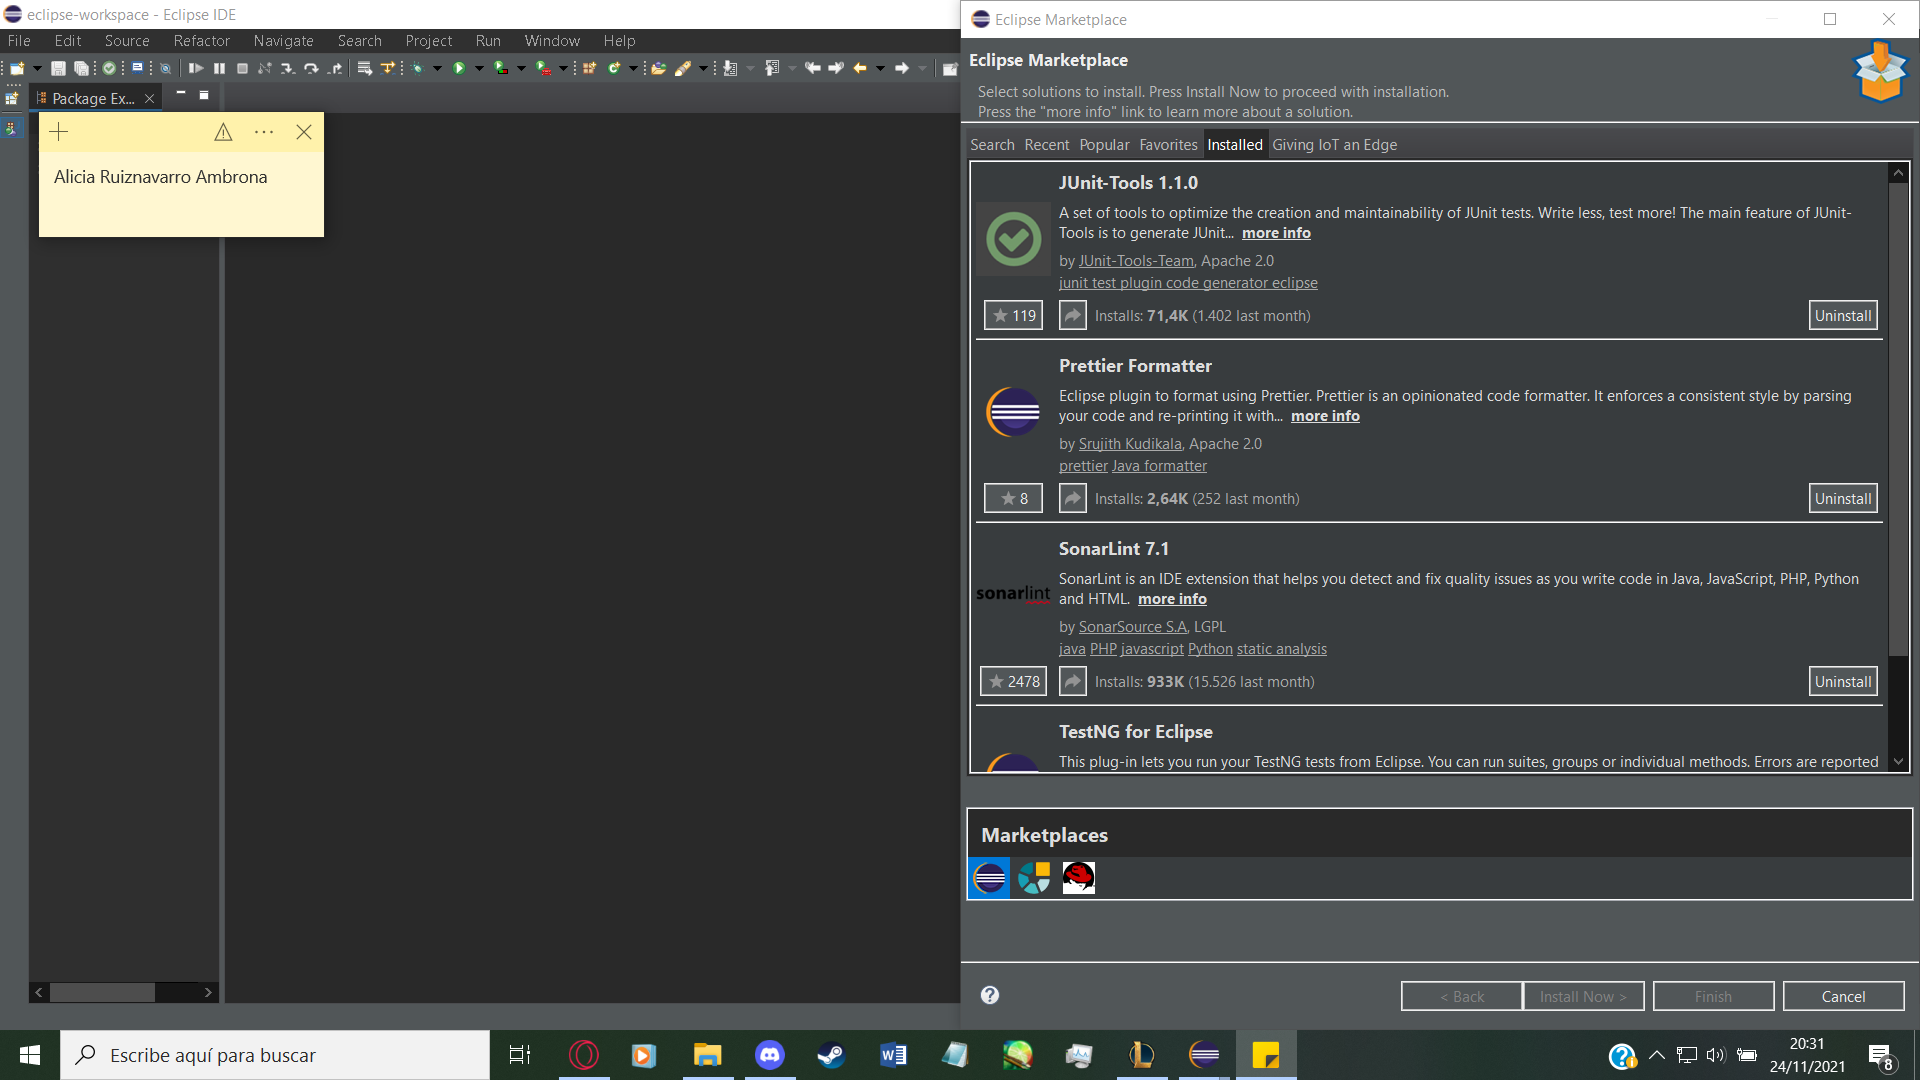 eclipse-workspace - Eclipse IDE
File Edit Source Refactor Navigate Search Project Run Window Help
Package Ex...
Alicia Ruiznavarro Ambrona
Eclipse Marketplace
Eclipse Marketplace
Select solutions to install. Press Install Now to proceed with installation.
Press the "more info" link to learn more about a solution.
Search Recent Popular Favorites Installed Giving IoT an Edge
JUnit-Tools 1.1.0
A set of tools to optimize the creation and maintainability of JUnit tests. Write less, test more! The main feature of JUnit-
Tools is to generate JUnit... more info
by JUnit-Tools-Team, Apache 2.0
junit test plugin code generator eclipse
119 Installs: 71,4K (1.402 last month) Uninstall
Prettier Formatter
Eclipse plugin to format using Prettier. Prettier is an opinionated code formatter. It enforces a consistent style by parsing
your code and re-printing it with... more info
by Srujith Kudikala, Apache 2.0
prettier Java formatter
8 Installs: 2,64K (252 last month) Uninstall
SonarLint 7.1
sonarlint
SonarLint is an IDE extension that helps you detect and fix quality issues as you write code in Java, JavaScript, PHP, Python
and HTML. more info
by SonarSource S.A, LGPL
java PHP javascript Python static analysis
2478 Installs: 933K (15.526 last month) Uninstall
TestNG for Eclipse
This plug-in lets you run your TestNG tests from Eclipse. You can run suites, groups or individual methods. Errors are reported
Marketplaces
< Back Install Now > Finish Cancel
Escribe aquí para buscar
20:31
24/11/2021
8